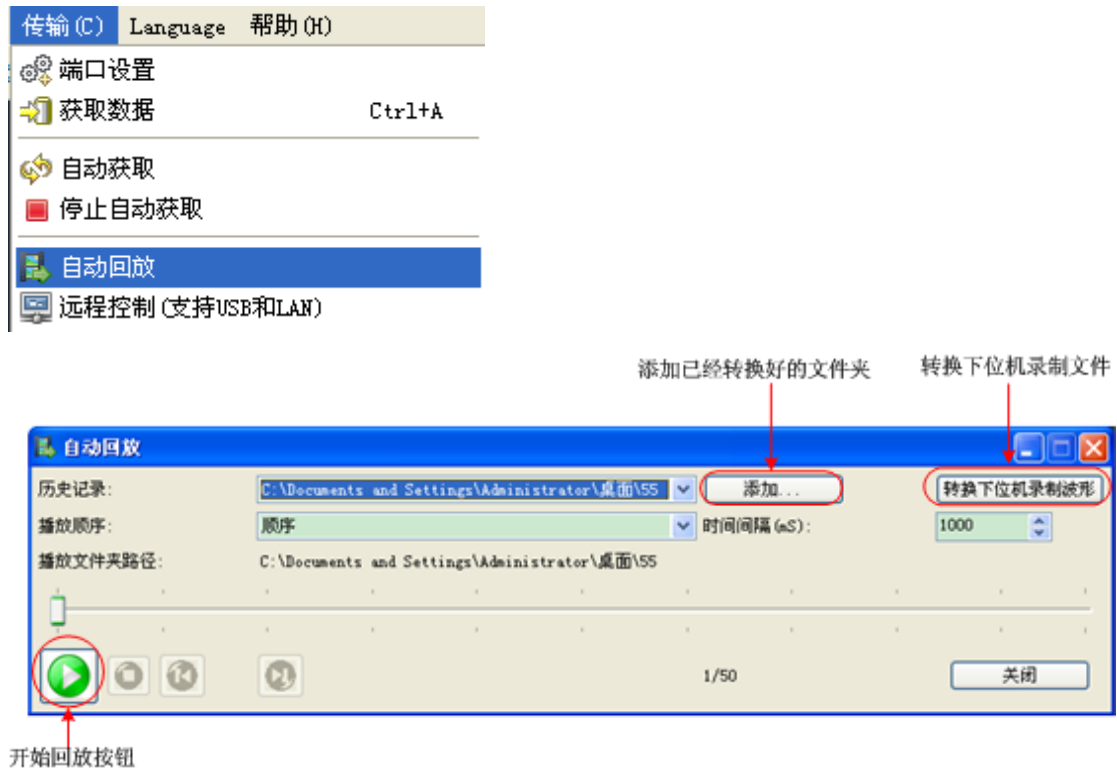 传输(C) Language 帮助(H)
端口设置
获取数据 Ctrl+A
自动获取
停止自动获取
自动回放
远程控制(支持USB和LAN)
添加已经转换好的文件夹 转换下位机录制文件
自动回放
历史记录: C:\Documents and Settings\Administrator\桌面\55 添加... 转换下位机录制波形
播放顺序: 顺序 时间间隔(mS): 1000
播放文件夹路径: C:\Documents and Settings\Administrator\桌面\55
1/50 关闭
开始回放按钮